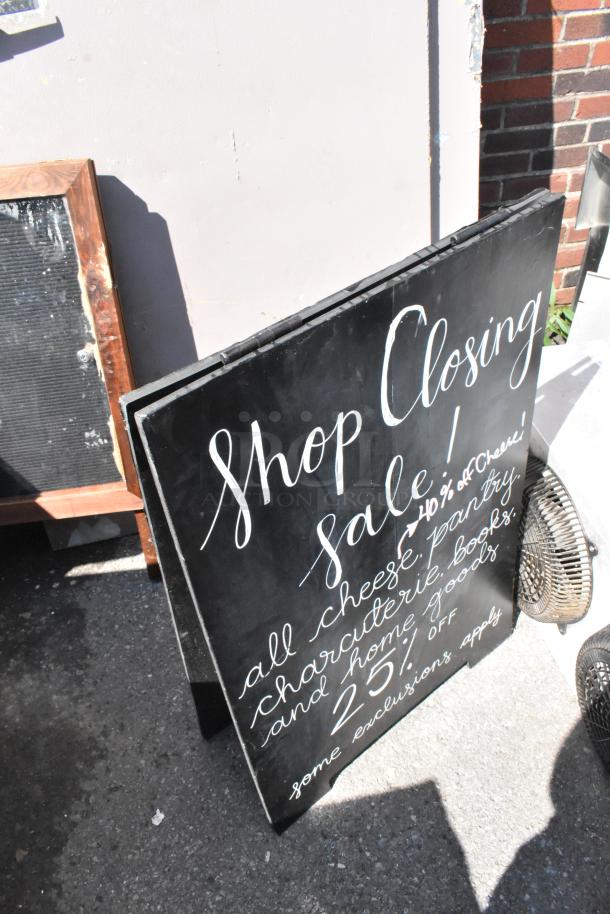 Shop Closing
sale!
40% off Cheese!
all cheese, pantry,
charcuterie, books,
and home goods
25% OFF
some exclusions apply